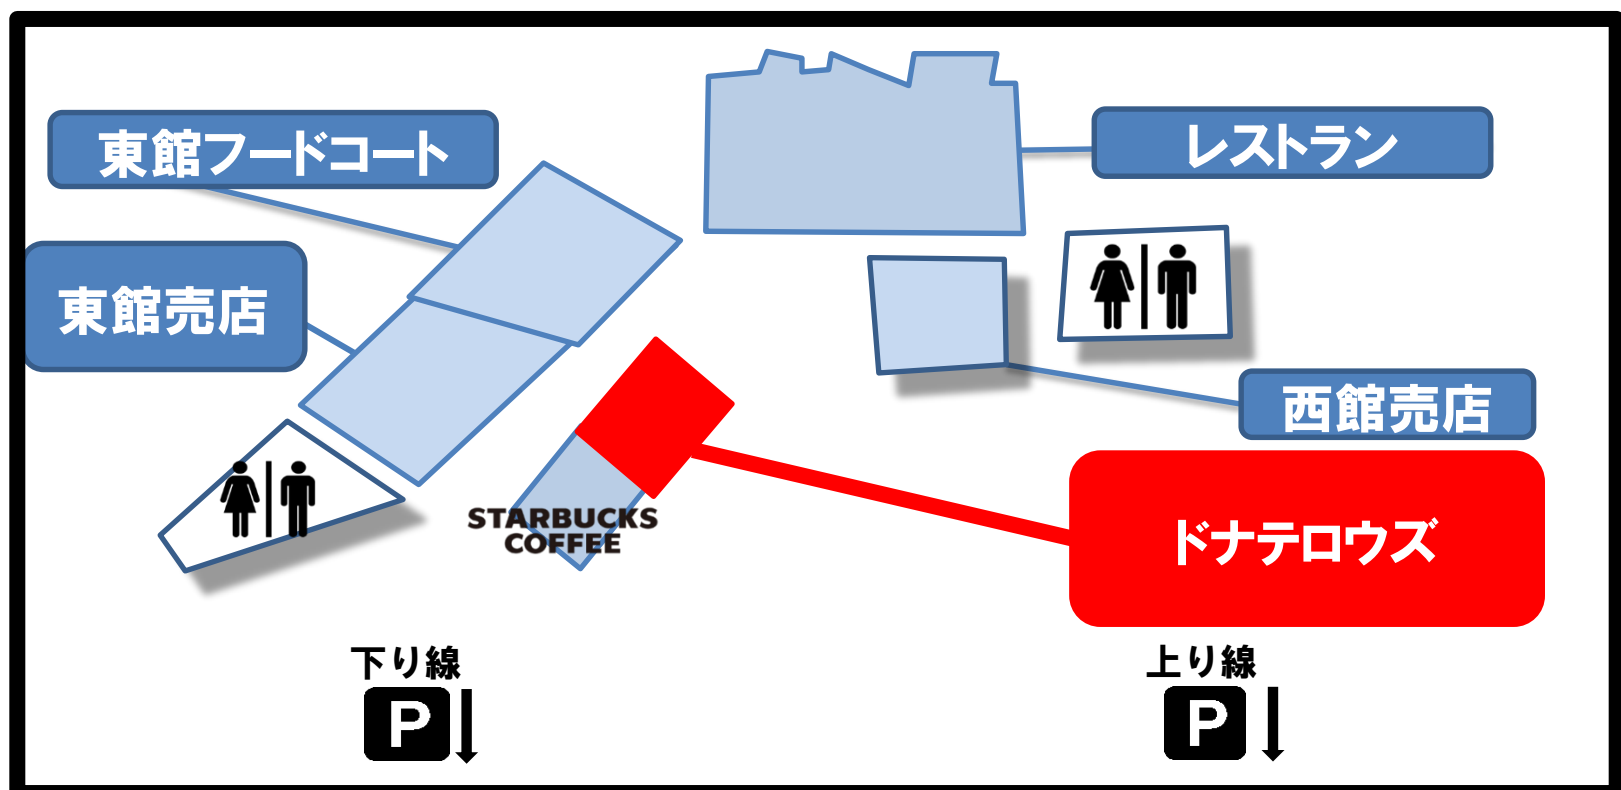 東館フードコート
レストラン
東館売店
西館売店
STARBUCKS
COFFEE
ドナテロウズ
下り線
P
上り線
P